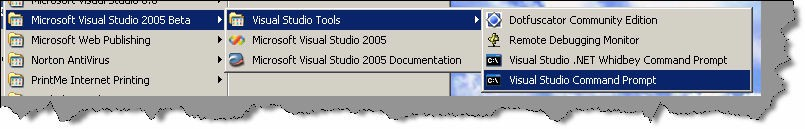 Microsoft Visual Studio 2005 Beta
Microsoft Web Publishing
Norton AntiVirus
PrintMe Internet Printing
Visual Studio Tools
Microsoft Visual Studio 2005
Microsoft Visual Studio 2005 Documentation
Dotfuscator Community Edition
Remote Debugging Monitor
Visual Studio .NET Whidbey Command Prompt
Visual Studio Command Prompt